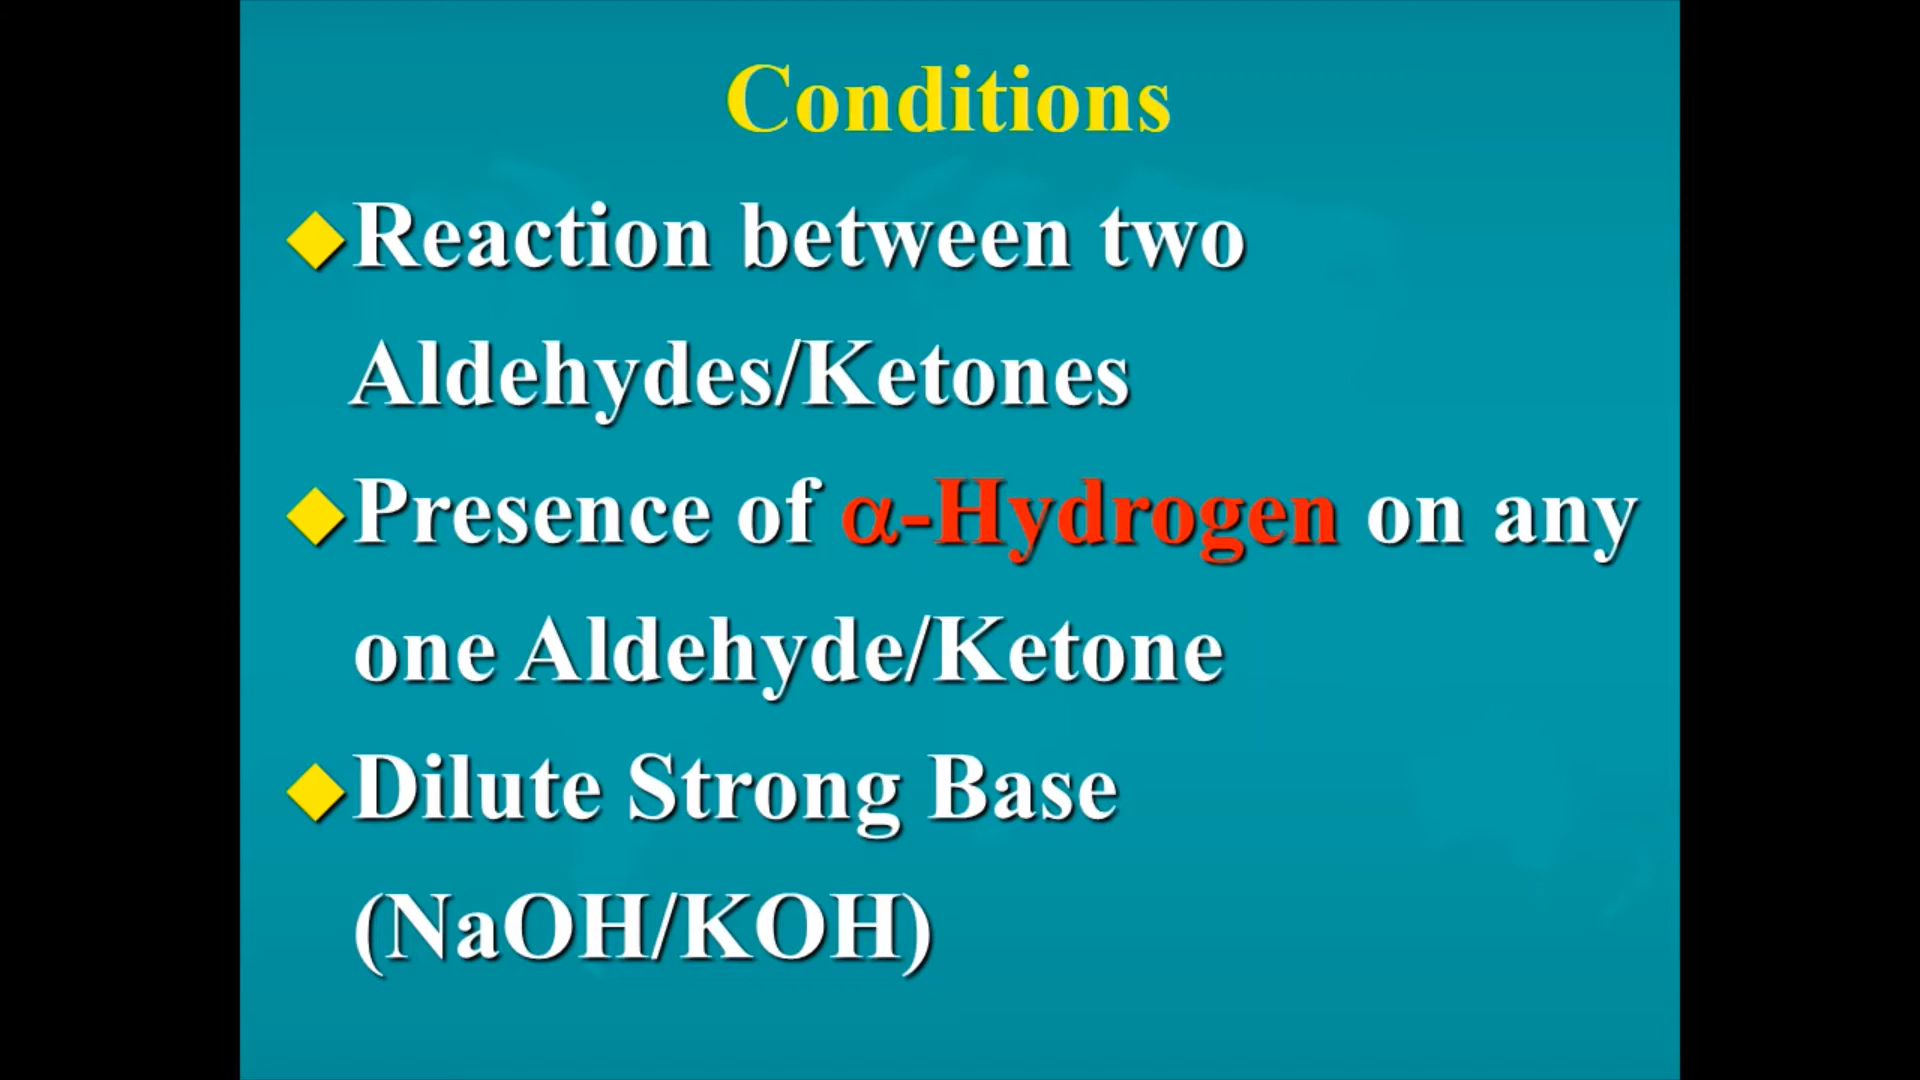 Conditions
Reaction between two
Aldehydes/Ketones
Presence of α-Hydrogen on any
one Aldehyde/Ketone
Dilute Strong Base
(NaOH/KOH)